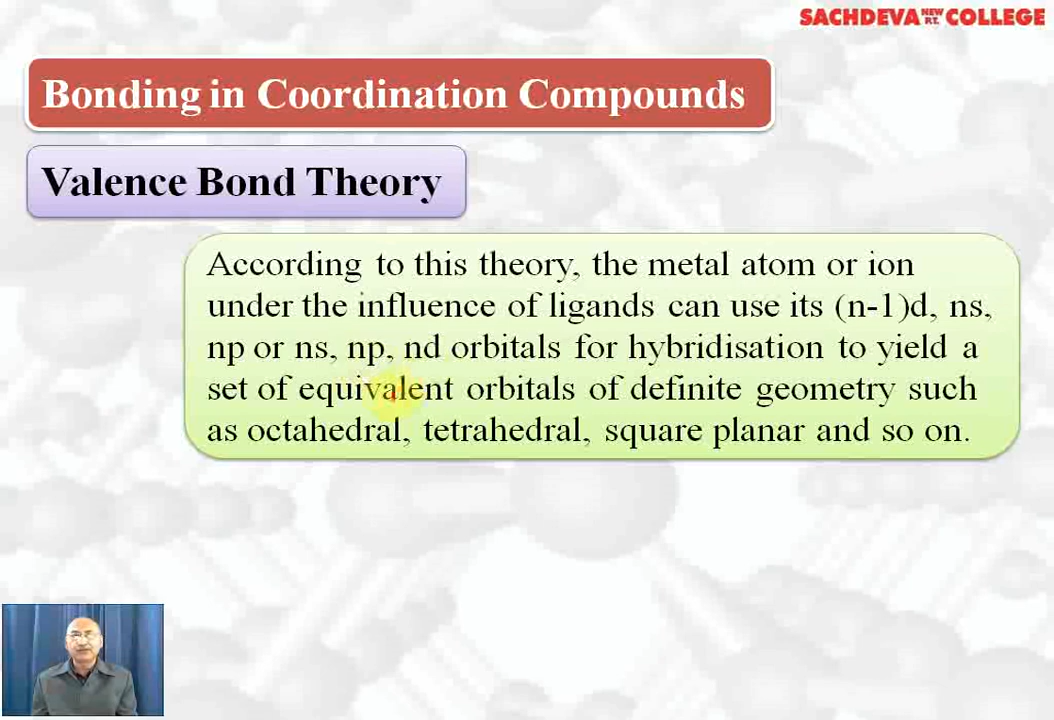 SACHDEVA NEW P.T. COLLEGE
Bonding in Coordination Compounds
Valence Bond Theory
According to this theory, the metal atom or ion
under the influence of ligands can use its (n-1)d, ns,
np or ns, np, nd orbitals for hybridisation to yield a
set of equivalent orbitals of definite geometry such
as octahedral, tetrahedral, square planar and so on.